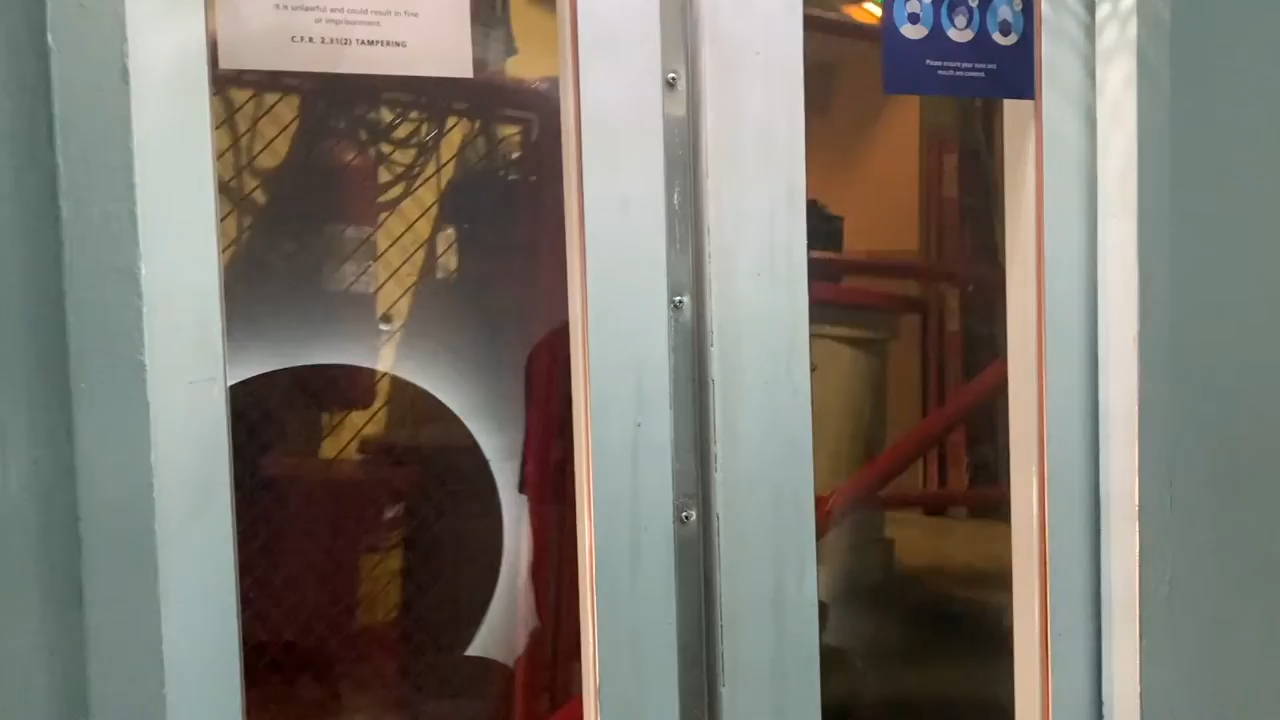 It is unlawful and could result in fine
or imprisonment.
C.F.R. 2.31(2) TAMPERING
Please ensure your nose and
mouth are covered.